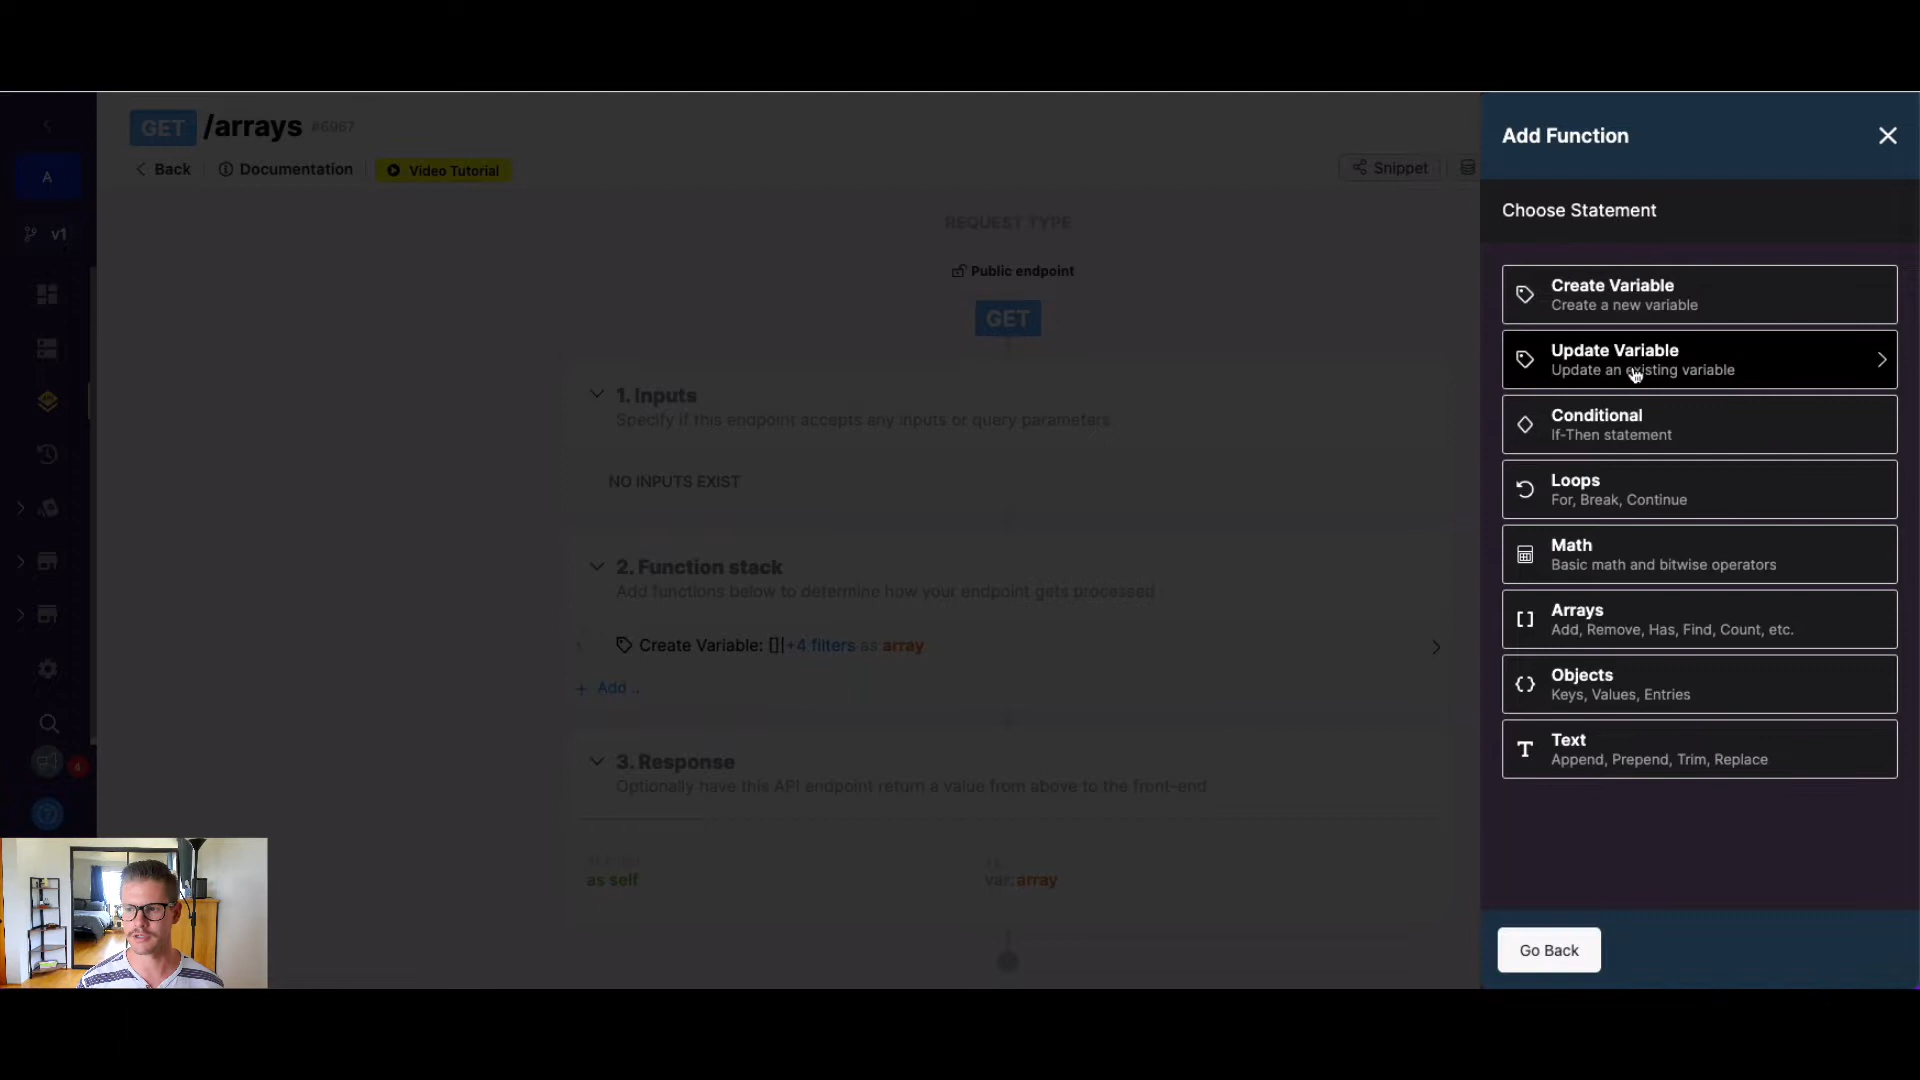 GET /arrays #6967
Back
Documentation
Video Tutorial
Snippet
A
v1
4
REQUEST TYPE
Public endpoint
GET
1. Inputs
Specify if this endpoint accepts any inputs or query parameters.
NO INPUTS EXIST
2. Function stack
Add functions below to determine how your endpoint gets processed
1
Create Variable: []|+4 filters as array
+ Add ..
3. Response
Optionally have this API endpoint return a value from above to the front-end
as self
var: array
Add Function
Choose Statement
Create Variable
Create a new variable
Update Variable
Update an existing variable
Conditional
If-Then statement
Loops
For, Break, Continue
Math
Basic math and bitwise operators
Arrays
Add, Remove, Has, Find, Count, etc.
Objects
Keys, Values, Entries
Text
Append, Prepend, Trim, Replace
Go Back